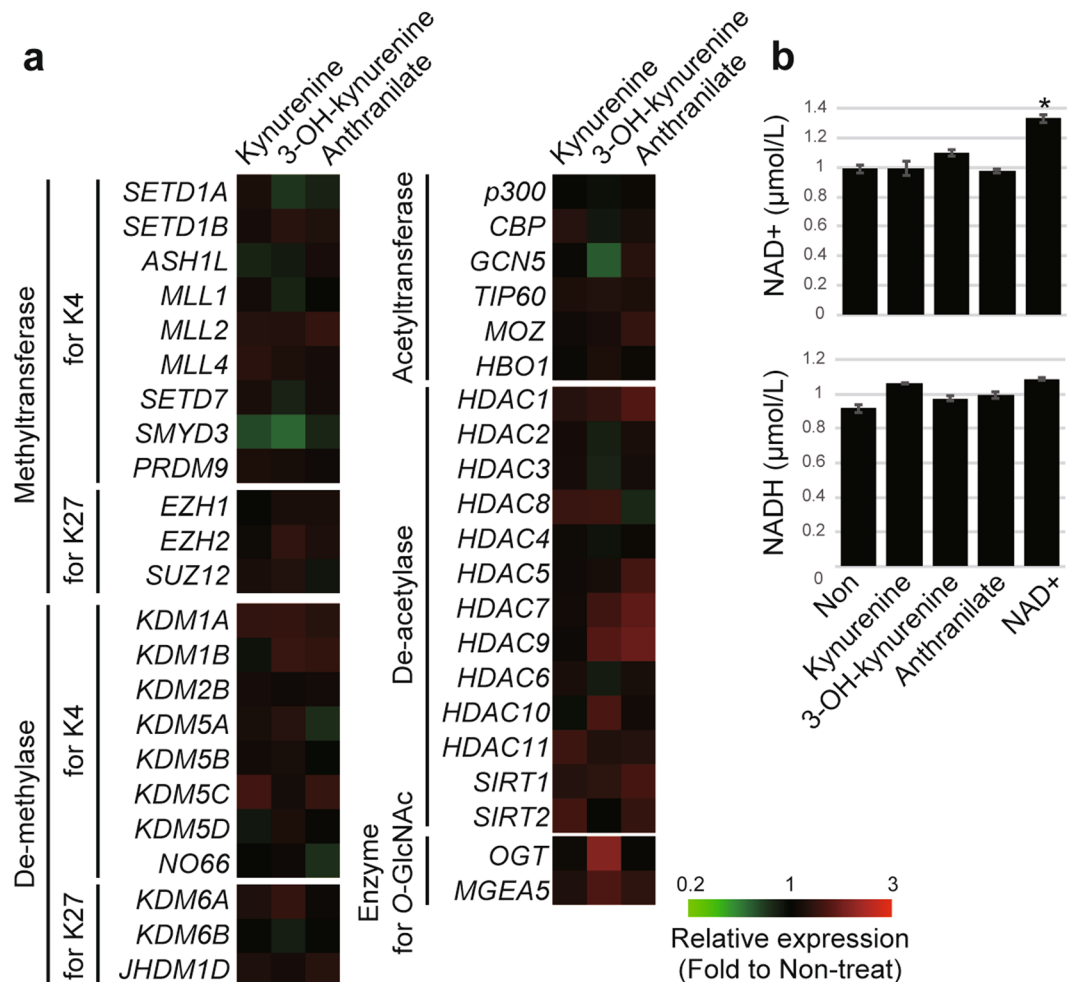 a
Kynurenine
3-OH-kynurenine
Anthranilate
Methyltransferase
for K4
SETD1A
SETD1B
ASH1L
MLL1
MLL2
MLL4
SETD7
SMYD3
PRDM9
for K27
EZH1
EZH2
SUZ12
De-methylase
for K4
KDM1A
KDM1B
KDM2B
KDM5A
KDM5B
KDM5C
KDM5D
NO66
for K27
KDM6A
KDM6B
JHDM1D
Kynurenine
3-OH-kynurenine
Anthranilate
Acetyltransferase
p300
CBP
GCN5
TIP60
MOZ
HBO1
De-acetylase
HDAC1
HDAC2
HDAC3
HDAC8
HDAC4
HDAC5
HDAC7
HDAC9
HDAC6
HDAC10
HDAC11
SIRT1
SIRT2
Enzyme
for O-GlcNAc
OGT
MGEA5
0.2 1 3
Relative expression
(Fold to Non-treat)
b
NAD+ (µmol/L)
1.4
1.2
1
0.8
0.6
0.4
0.2
0
*
NADH (µmol/L)
1.2
1
0.8
0.6
0.4
0.2
0
Non
Kynurenine
3-OH-kynurenine
Anthranilate
NAD+